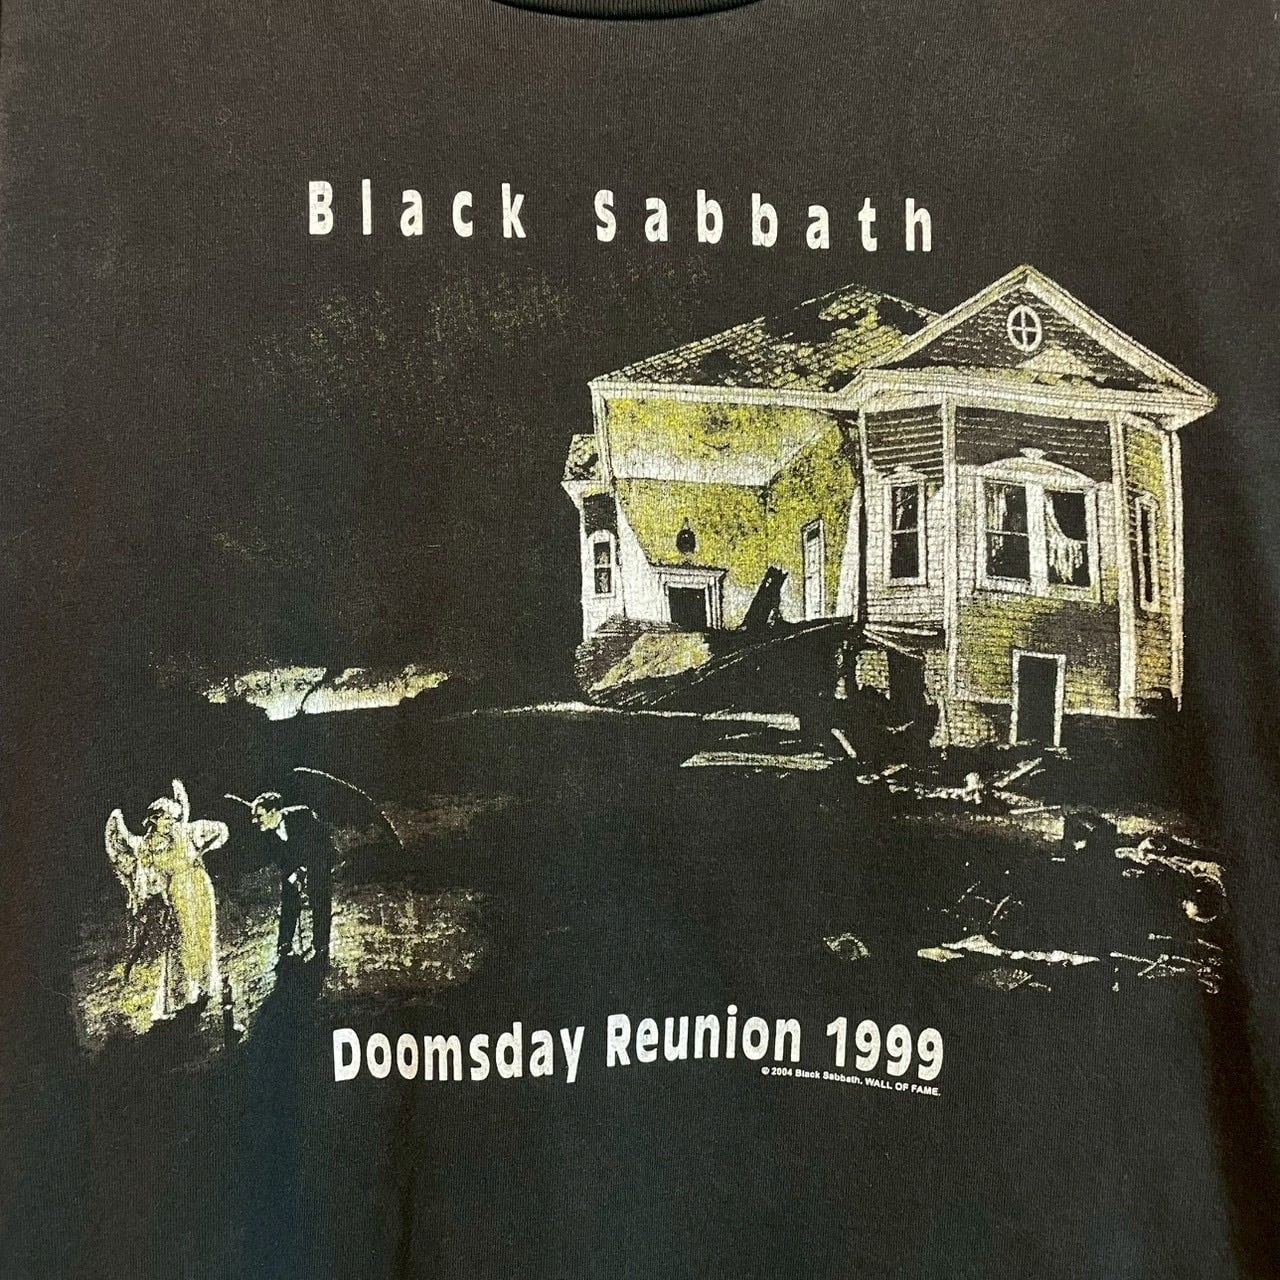 Black Sabbath
Doomsday Reunion 1999
© 2004 Black Sabbath. WALL OF FAME.